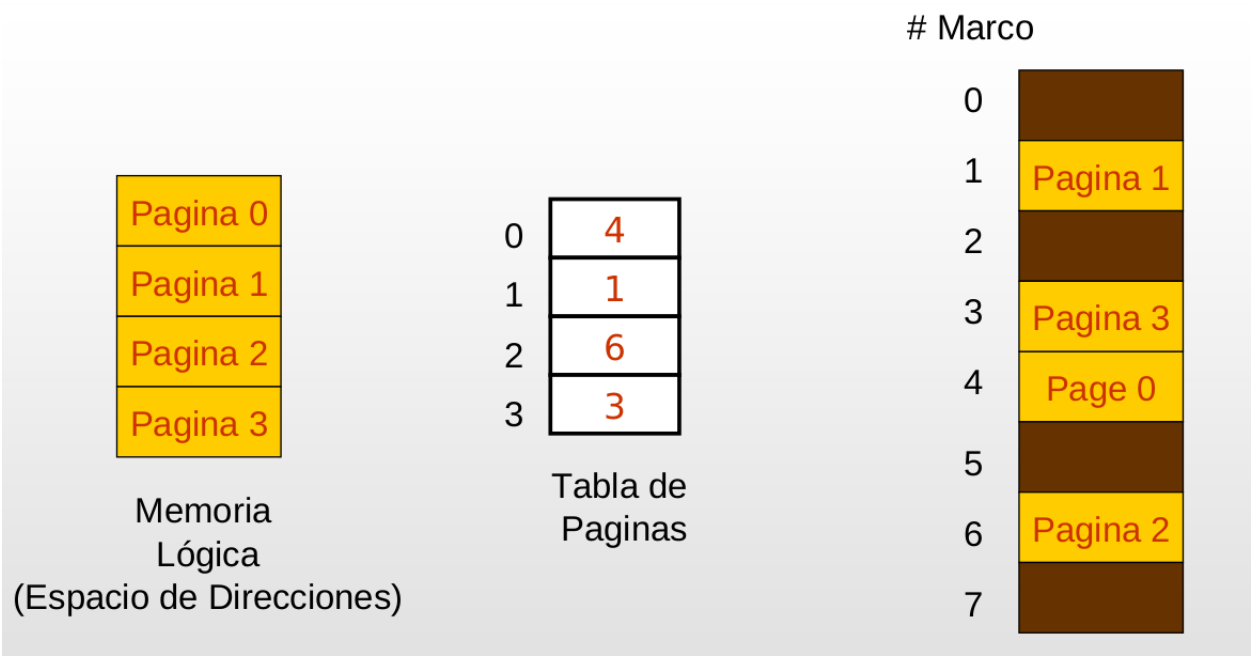 Pagina 0
Pagina 1
Pagina 2
Pagina 3
Memoria
Lógica
(Espacio de Direcciones)
0 4
1 1
2 6
3 3
Tabla de
Paginas
# Marco
0
1 Pagina 1
2
3 Pagina 3
4 Page 0
5
6 Pagina 2
7